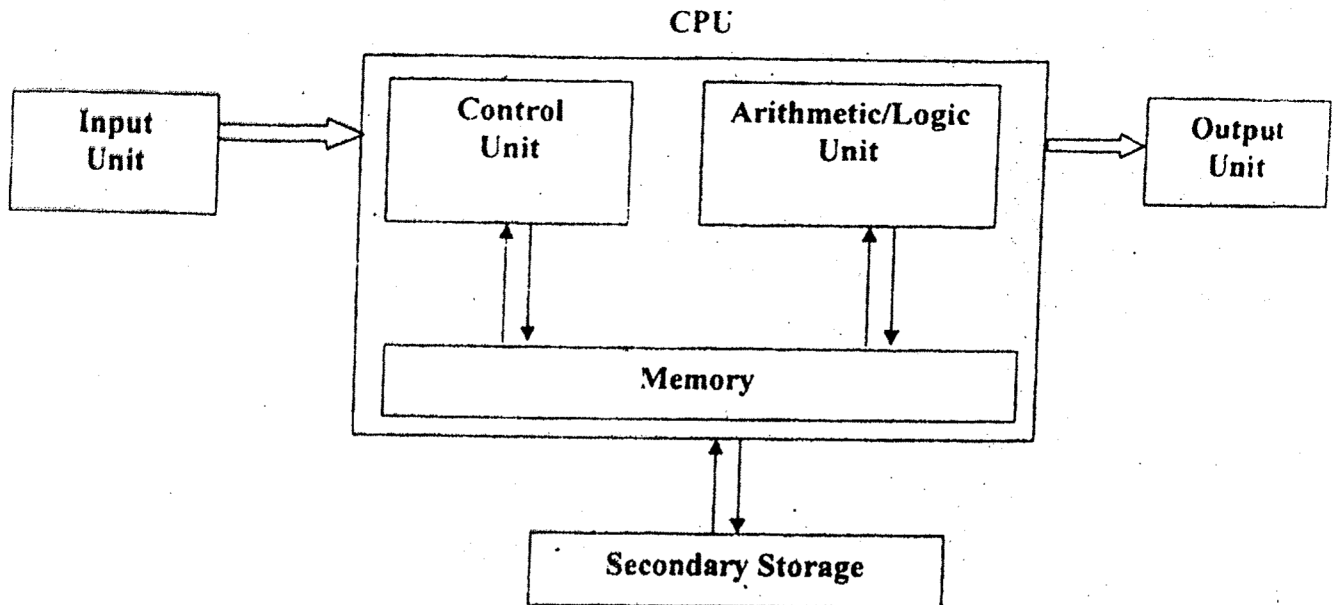 CPU
Input
Unit
Control
Unit
Arithmetic/Logic
Unit
Output
Unit
Memory
Secondary Storage